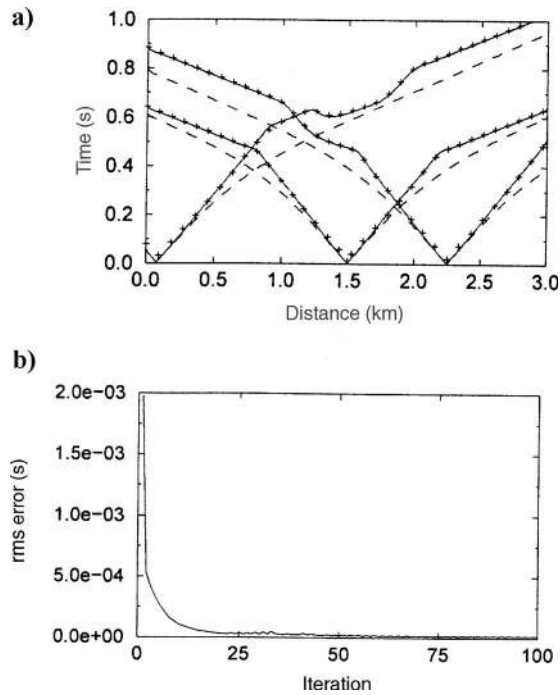 a)
1.0
0.8
0.6
0.4
0.2
0.0
Time (s)
0.0 0.5 1.0 1.5 2.0 2.5 3.0
Distance (km)
b)
2.0e-03
1.5e-03
1.0e-03
5.0e-04
0.0e+00
rms error (s)
0 25 50 75 100
Iteration